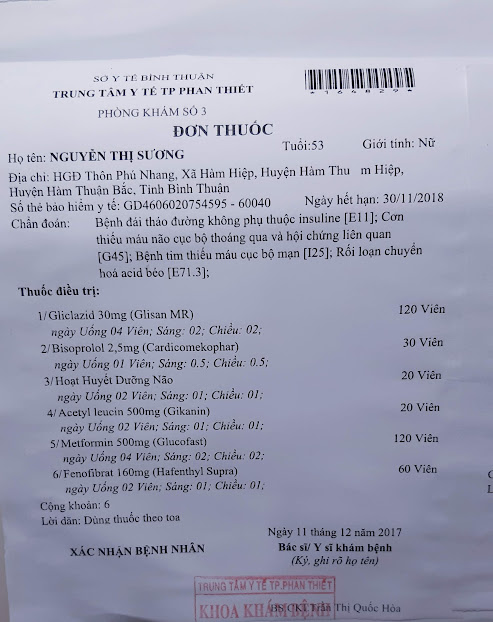 SỞ Y TẾ BÌNH THUẬN
TRUNG TÂM Y TẾ TP PHAN THIẾT
*1648829*
PHÒNG KHÁM SỐ 3
ĐƠN THUỐC
Họ tên: NGUYỄN THỊ SƯƠNG Tuổi:53 Giới tính: Nữ
Địa chỉ: HGĐ Thôn Phú Nhang, Xã Hàm Hiệp, Huyện Hàm Thu m Hiệp,
Huyện Hàm Thuận Bắc, Tỉnh Bình Thuận
Số thẻ bảo hiểm y tế: GD4606020754595 - 60040 Ngày hết hạn: 30/11/2018
Chẩn đoán: Bệnh đái tháo đường không phụ thuộc insuline [E11]; Cơn
thiếu máu não cục bộ thoáng qua và hội chứng liên quan
[G45]; Bệnh tim thiếu máu cục bộ mạn [I25]; Rối loạn chuyển
hoá acid béo [E71.3];
Thuốc điều trị:
1/ Gliclazid 30mg (Glisan MR) 120 Viên
ngày Uống 04 Viên; Sáng: 02; Chiều: 02;
2/ Bisoprolol 2,5mg (Cardicomekophar) 30 Viên
ngày Uống 01 Viên; Sáng: 0.5; Chiều: 0.5;
3/ Hoạt Huyết Dưỡng Não 20 Viên
ngày Uống 02 Viên; Sáng: 01; Chiều: 01;
4/ Acetyl leucin 500mg (Gikanin) 20 Viên
ngày Uống 02 Viên; Sáng: 01; Chiều: 01;
5/ Metformin 500mg (Glucofast) 120 Viên
ngày Uống 04 Viên; Sáng: 02; Chiều: 02;
6/ Fenofibrat 160mg (Hafenthyl Supra) 60 Viên
ngày Uống 02 Viên; Sáng: 01; Chiều: 01;
Cộng khoản: 6
Lời dặn: Dùng thuốc theo toa
Ngày 11 tháng 12 năm 2017
XÁC NHẬN BỆNH NHÂN Bác sĩ/ Y sĩ khám bệnh
(Ký, ghi rõ họ tên)
TRUNG TÂM Y TẾ TP.PHAN THIẾT
KHOA KHÁM BỆNH
BS.CKI.Trần Thị Quốc Hòa